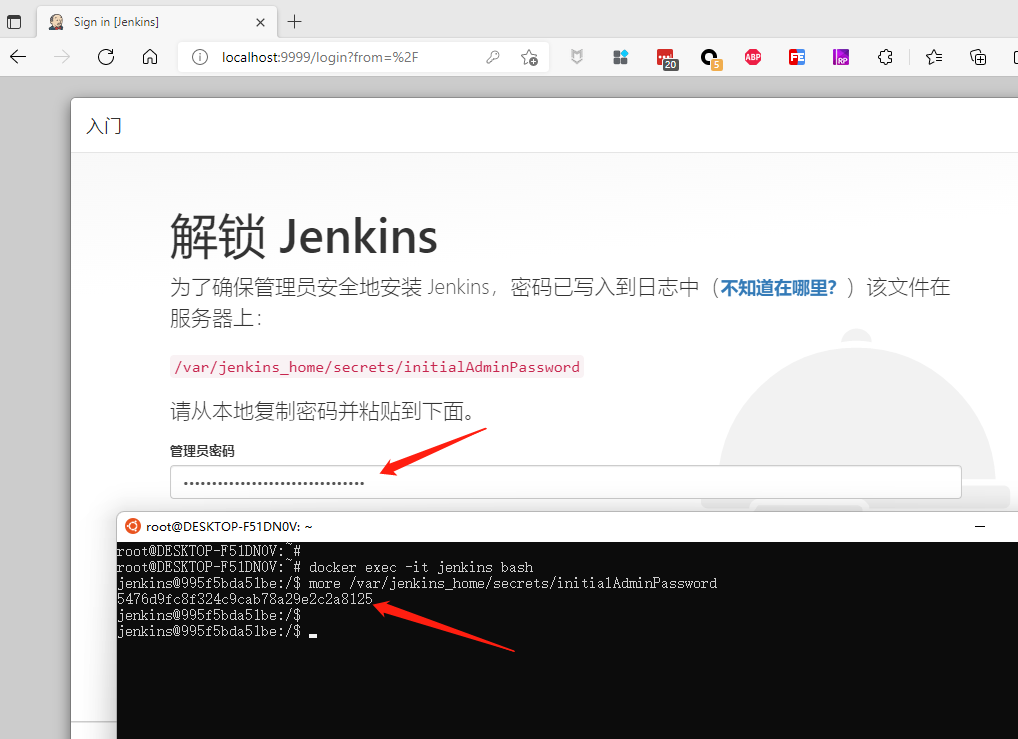 Sign in [Jenkins]
localhost:9999/login?from=%2F
20
5
ABP
FE
RP
入门
解锁 Jenkins
为了确保管理员安全地安装 Jenkins，密码已写入到日志中（不知道在哪里？）该文件在
服务器上：
/var/jenkins_home/secrets/initialAdminPassword
请从本地复制密码并粘贴到下面。
管理员密码
••••••••••••••••••••••••••••••••
root@DESKTOP-F51DN0V: ~
root@DESKTOP-F51DN0V:~#
root@DESKTOP-F51DN0V:~# docker exec -it jenkins bash
jenkins@995f5bda51be:/$ more /var/jenkins_home/secrets/initialAdminPassword
5476d9fc8f324c9cab78a29e2c2a8125
jenkins@995f5bda51be:/$
jenkins@995f5bda51be:/$